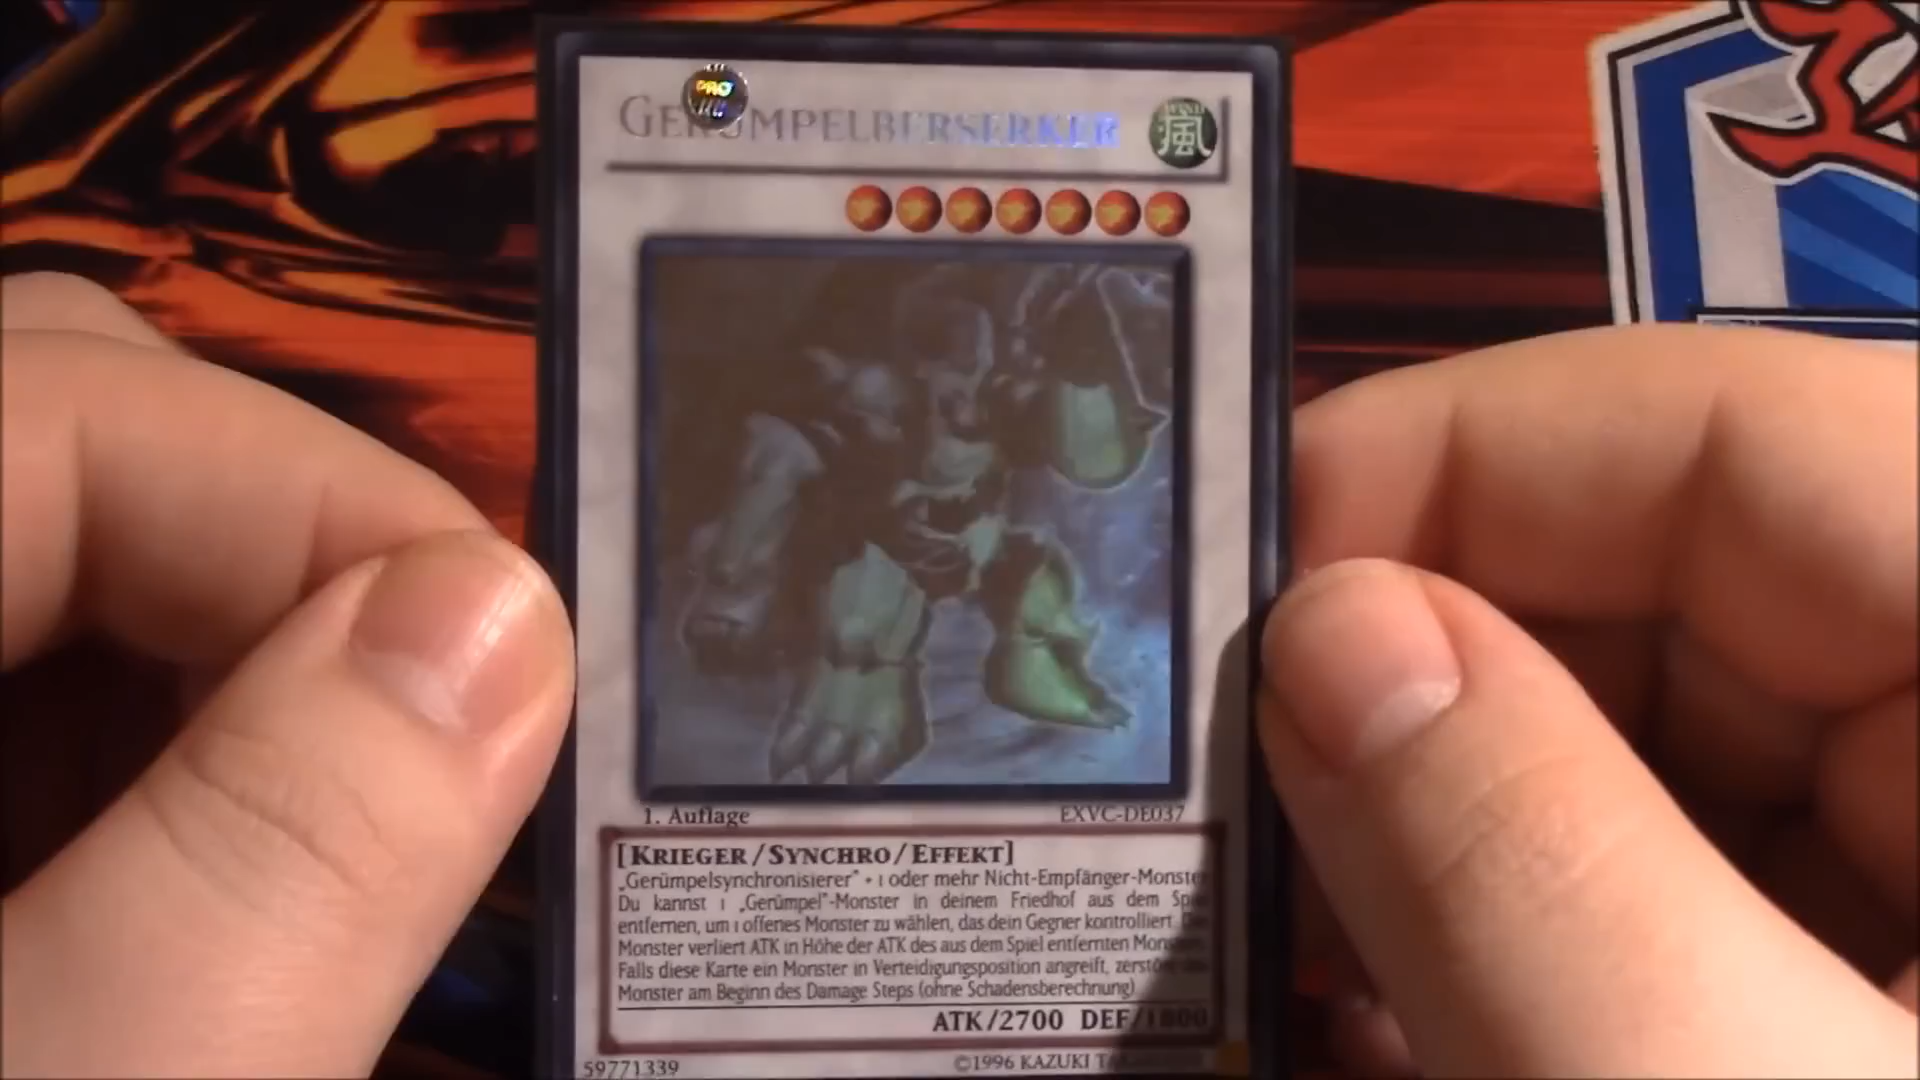 GERÜMPELBERSERKER
PRO
WIND
嵐
1. Auflage
EXVC-DE037
[KRIEGER/SYNCHRO/EFFEKT]
„Gerümpelsynchronisierer" + 1 oder mehr Nicht-Empfänger-Monster
Du kannst 1 „Gerümpel"-Monster in deinem Friedhof aus dem
entfernen, um 1 offenes Monster zu wählen, das dein Gegner kontrolliert.
Monster verliert ATK in Höhe der ATK des aus dem Spiel entfernten
Falls diese Karte ein Monster in Verteidigungsposition angreift,
Monster am Beginn des Damage Steps (ohne Schadensberechnung)
ATK/2700 DEF/1800
59771339
©1996 KAZUKI